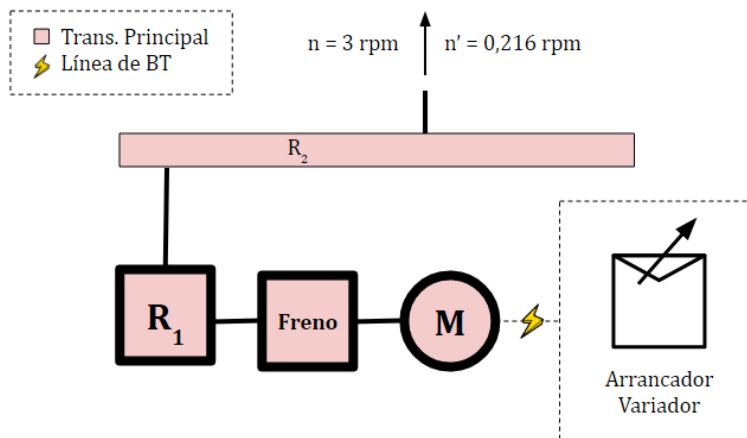 Trans. Principal
Línea de BT
n = 3 rpm
n’ = 0,216 rpm
R₂
R₁
Freno
M
Arrancador
Variador